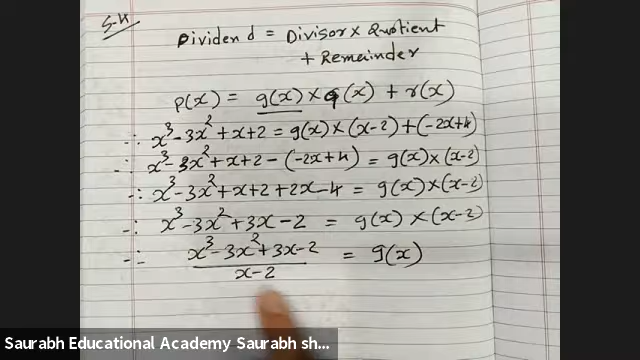 Dividend = Divisor × Quotient
+ Remainder
p(x) = g(x) × q(x) + r(x)
∴ x³ - 3x² + x + 2 = g(x) × (x-2) + (-2x+4)
∴ x³ - 3x² + x + 2 - (-2x+4) = g(x) × (x-2)
∴ x³ - 3x² + x + 2 + 2x - 4 = g(x) × (x-2)
x³ - 3x² + 3x - 2 = g(x) × (x-2)
∴ x³ - 3x² + 3x - 2 = g(x)
x-2
Saurabh Educational Academy Saurabh sh...